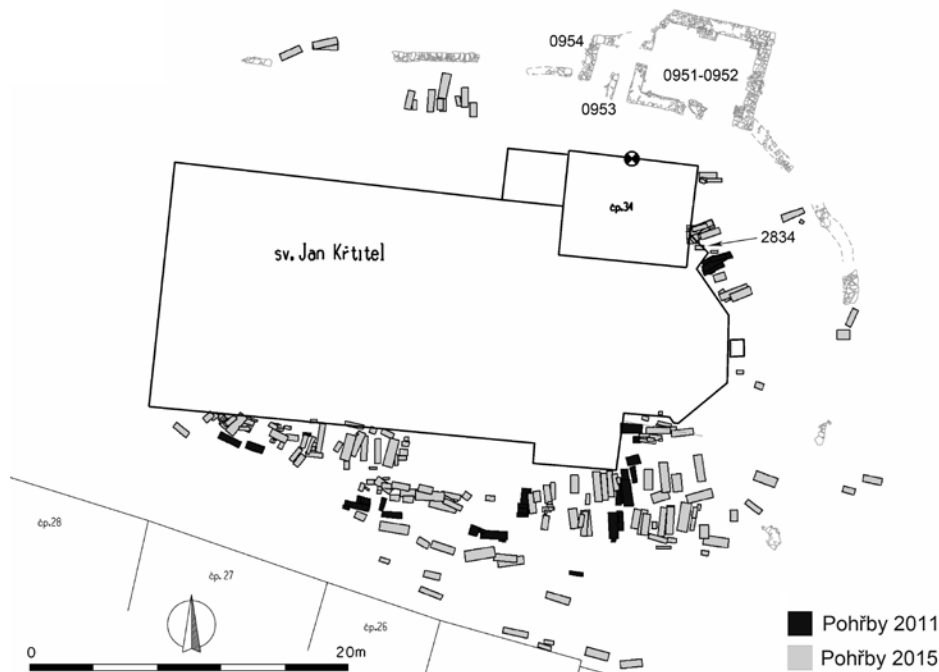 0954
0951-0952
0953
čp.34
2834
sv. Jan Křtitel
čp.28
čp.27
čp.26
0 20m
Pohřby 2011
Pohřby 2015